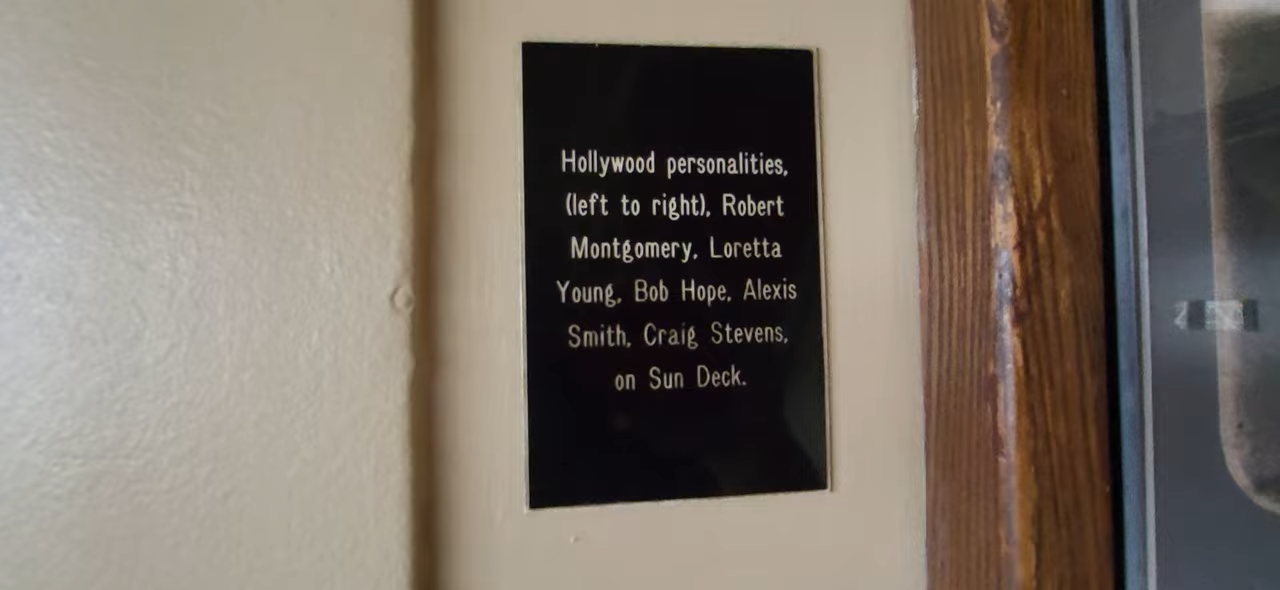 Hollywood personalities,
(left to right), Robert
Montgomery, Loretta
Young, Bob Hope, Alexis
Smith, Craig Stevens,
on Sun Deck.